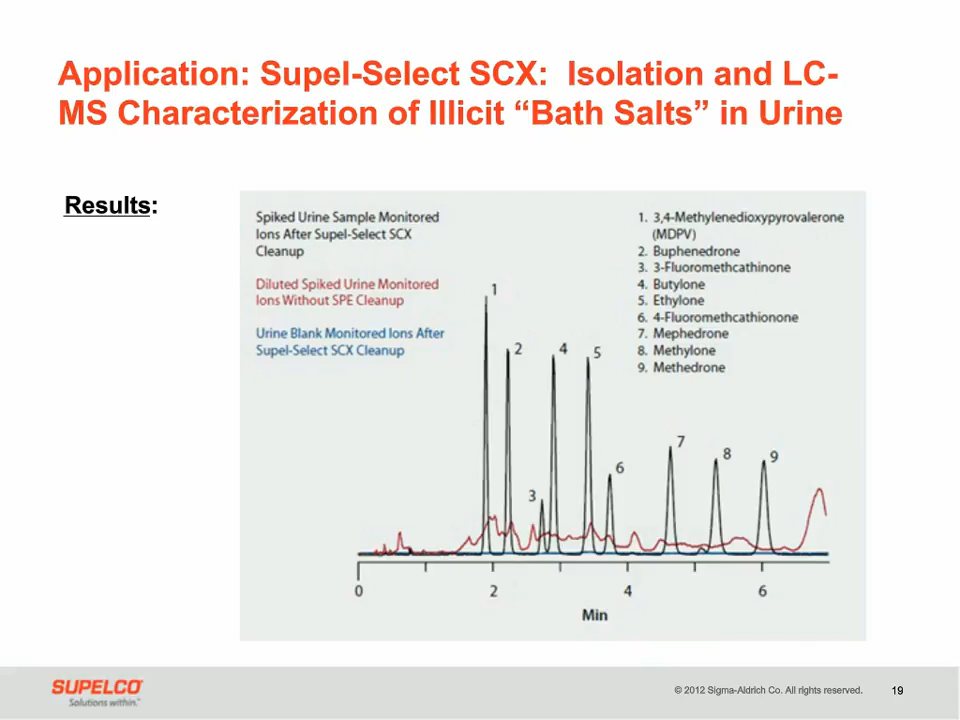 Application: Supel-Select SCX:  Isolation and LC-
MS Characterization of Illicit “Bath Salts” in Urine
Results:
Spiked Urine Sample Monitored
Ions After Supel-Select SCX
Cleanup
Diluted Spiked Urine Monitored
Ions Without SPE Cleanup
Urine Blank Monitored Ions After
Supel-Select SCX Cleanup
1. 3,4-Methylenedioxypyrovalerone
(MDPV)
2. Buphenedrone
3. 3-Fluoromethcathinone
4. Butylone
5. Ethylone
6. 4-Fluoromethcathionone
7. Mephedrone
8. Methylone
9. Methedrone
1
2
3
4
5
6
7
8
9
0
2
4
6
Min
SUPELCO
Solutions within.™
© 2012 Sigma-Aldrich Co. All rights reserved.
19